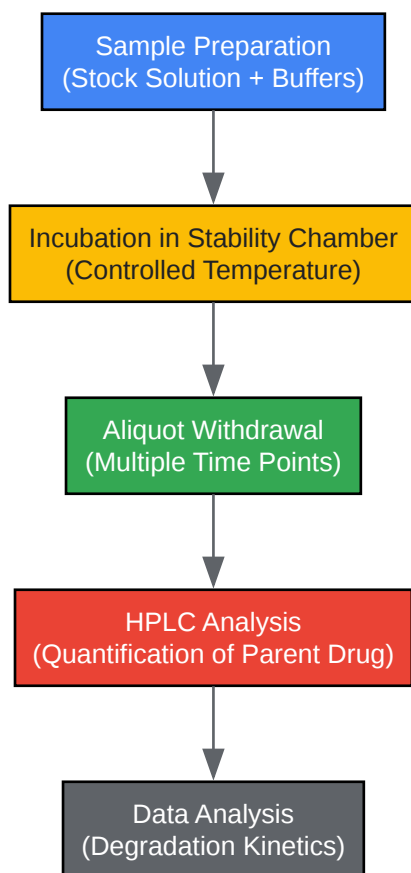 Sample Preparation
(Stock Solution + Buffers)
Incubation in Stability Chamber
(Controlled Temperature)
Aliquot Withdrawal
(Multiple Time Points)
HPLC Analysis
(Quantification of Parent Drug)
Data Analysis
(Degradation Kinetics)